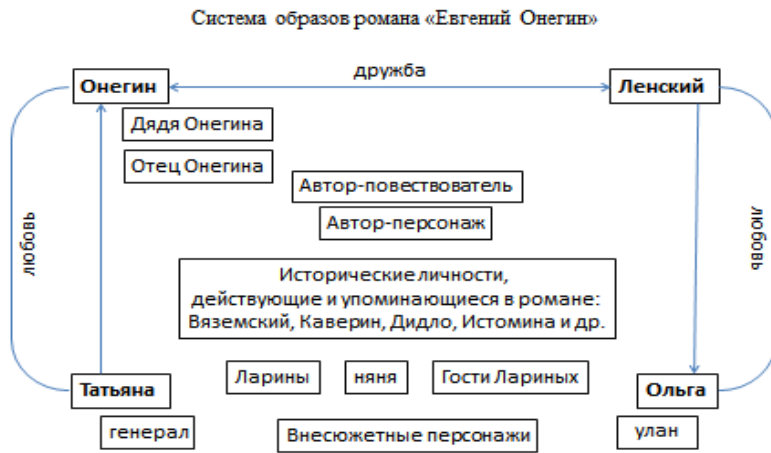 Система образов романа «Евгений Онегин»
дружба
Онегин
Ленский
Дядя Онегина
Отец Онегина
Автор-повествователь
Автор-персонаж
любовь
любовь
Исторические личности,
действующие и упоминающиеся в романе:
Вяземский, Каверин, Дидло, Истомина и др.
Ларины
няня
Гости Лариных
Татьяна
Ольга
генерал
Внесюжетные персонажи
улан